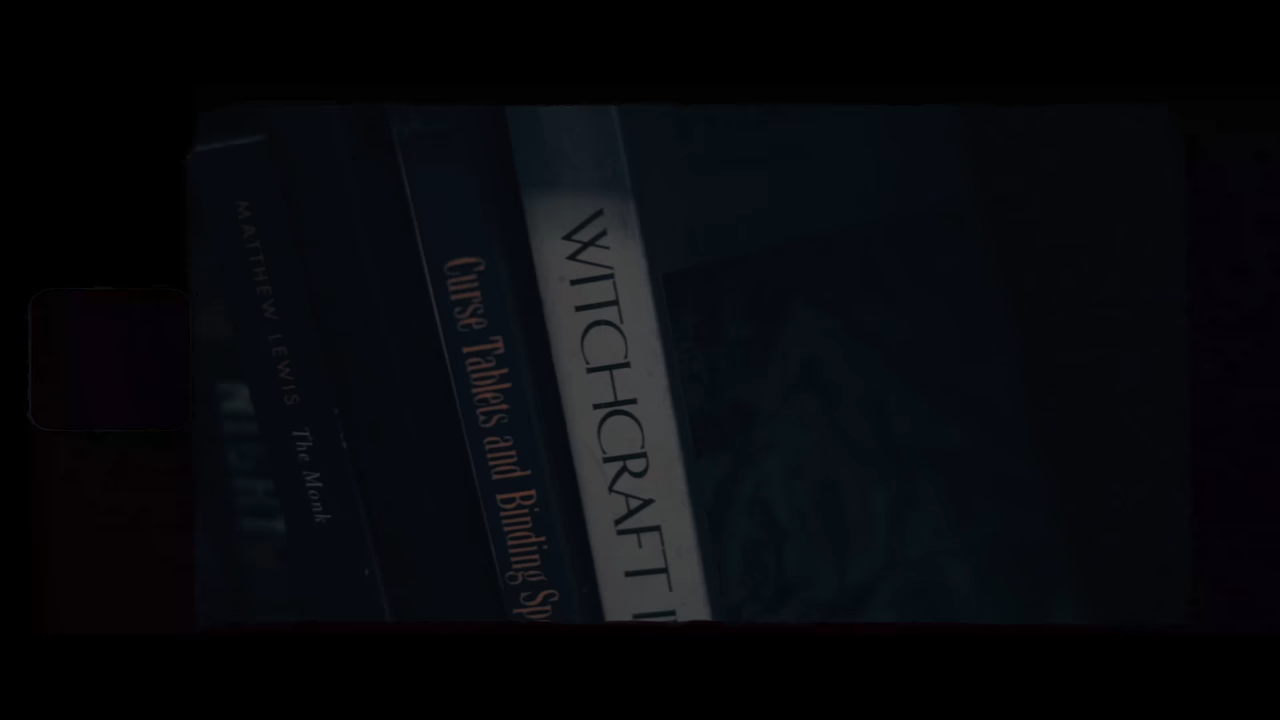 MATTHEW LEWIS The Monk
Curse Tablets and Binding Sp
WITCHCRAFT I